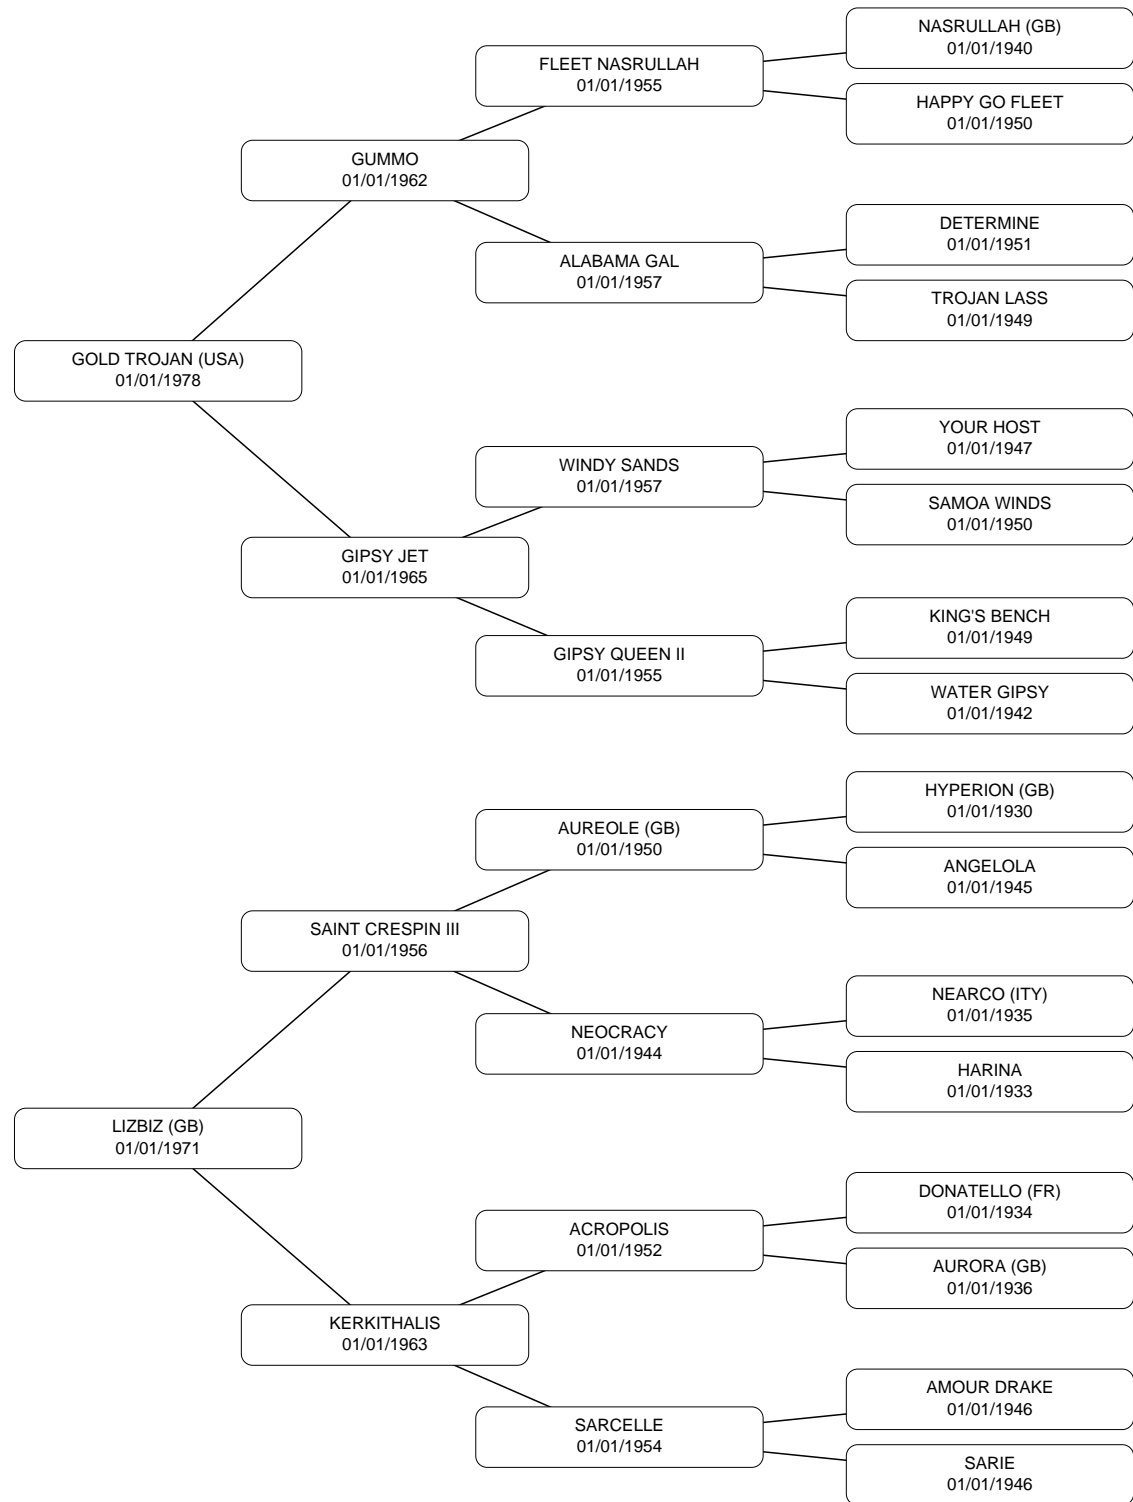 NASRULLAH (GB)
01/01/1940
FLEET NASRULLAH
01/01/1955
HAPPY GO FLEET
01/01/1950
GUMMO
01/01/1962
DETERMINE
01/01/1951
ALABAMA GAL
01/01/1957
TROJAN LASS
01/01/1949
GOLD TROJAN (USA)
01/01/1978
YOUR HOST
01/01/1947
WINDY SANDS
01/01/1957
SAMOA WINDS
01/01/1950
GIPSY JET
01/01/1965
KING'S BENCH
01/01/1949
GIPSY QUEEN II
01/01/1955
WATER GIPSY
01/01/1942
HYPERION (GB)
01/01/1930
AUREOLE (GB)
01/01/1950
ANGELOLA
01/01/1945
SAINT CRESPIN III
01/01/1956
NEARCO (ITY)
01/01/1935
NEOCRACY
01/01/1944
HARINA
01/01/1933
LIZBIZ (GB)
01/01/1971
DONATELLO (FR)
01/01/1934
ACROPOLIS
01/01/1952
AURORA (GB)
01/01/1936
KERKITHALIS
01/01/1963
AMOUR DRAKE
01/01/1946
SARCELLE
01/01/1954
SARIE
01/01/1946